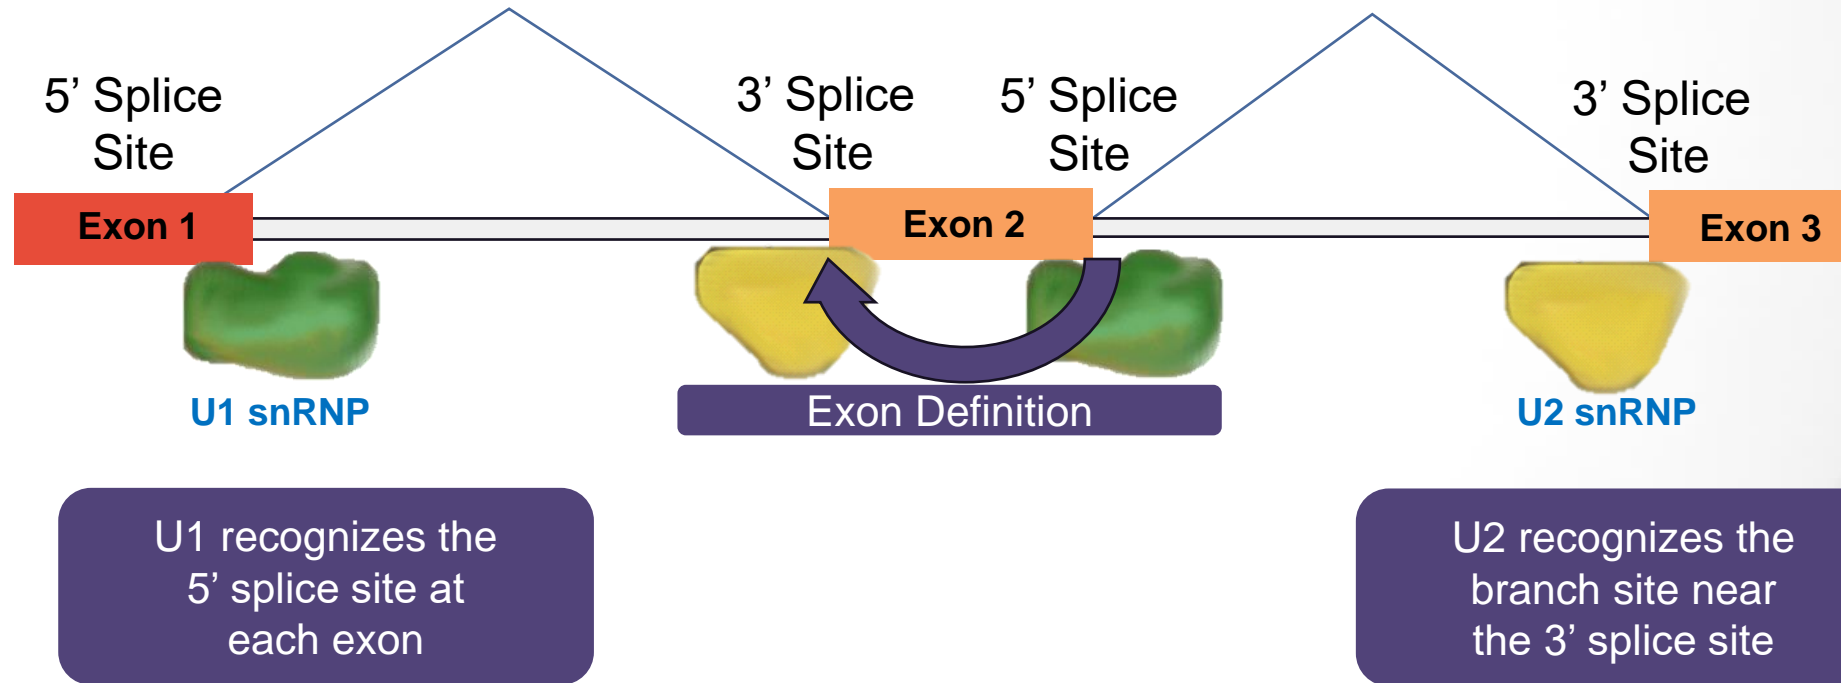 5’ Splice
Site
3’ Splice
Site
5’ Splice
Site
3’ Splice
Site
Exon 1
Exon 2
Exon 3
U1 snRNP
Exon Definition
U2 snRNP
U1 recognizes the
5’ splice site at
each exon
U2 recognizes the
branch site near
the 3’ splice site